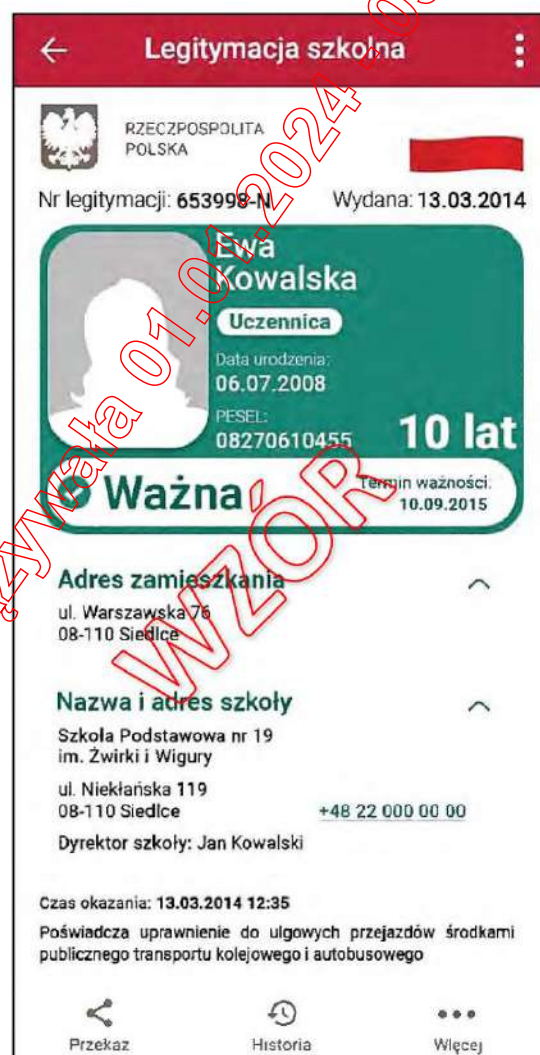 Legitymacja szkolna
RZECZPOSPOLITA
POLSKA
Nr legitymacji: 653998-N Wydana: 13.03.2014
Ewa
Kowalska
Uczennica
Data urodzenia:
06.07.2008
PESEL:
08270610455
10 lat
Ważna
Termin ważności:
10.09.2015
Adres zamieszkania
ul. Warszawska 76
08-110 Siedlce
Nazwa i adres szkoły
Szkoła Podstawowa nr 19
im. Żwirki i Wigury
ul. Niekłańska 119
08-110 Siedlce
+48 22 000 00 00
Dyrektor szkoły: Jan Kowalski
Czas okazania: 13.03.2014 12:35
Poświadcza uprawnienie do ulgowych przejazdów środkami
publicznego transportu kolejowego i autobusowego
Przekaz Historia Więcej
01.01.2024
WZÓR